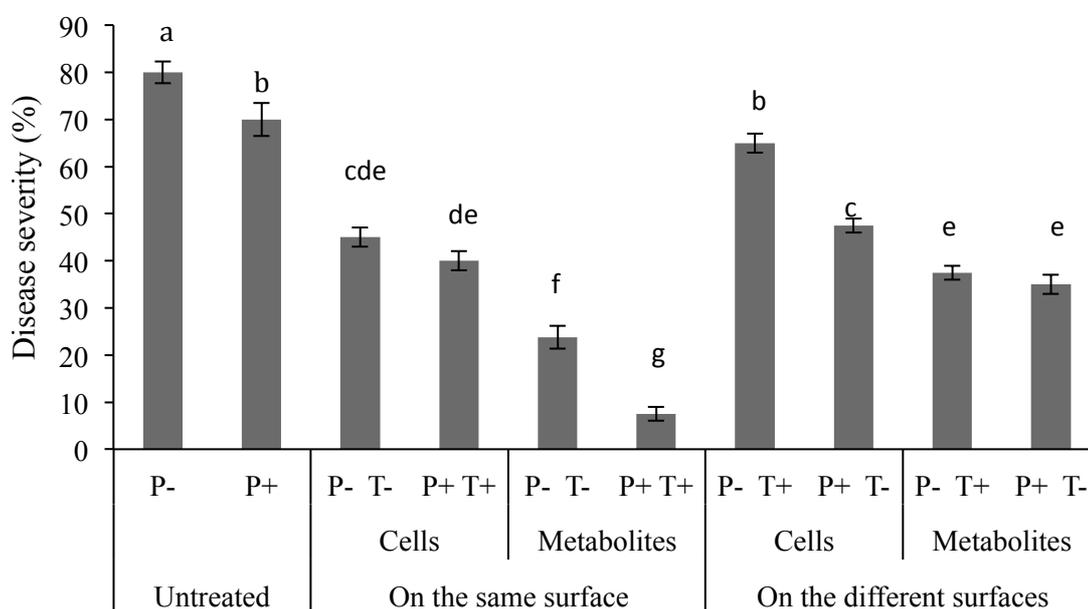 Disease severity (%)
90
80
70
60
50
40
30
20
10
0
a
b
cde
de
f
g
b
c
e
e
P- P+ P- T- P+ T+ P- T- P+ T+ P- T+ P+ T- P- T+ P+ T-
Cells Metabolites Cells Metabolites
Untreated On the same surface On the different surfaces